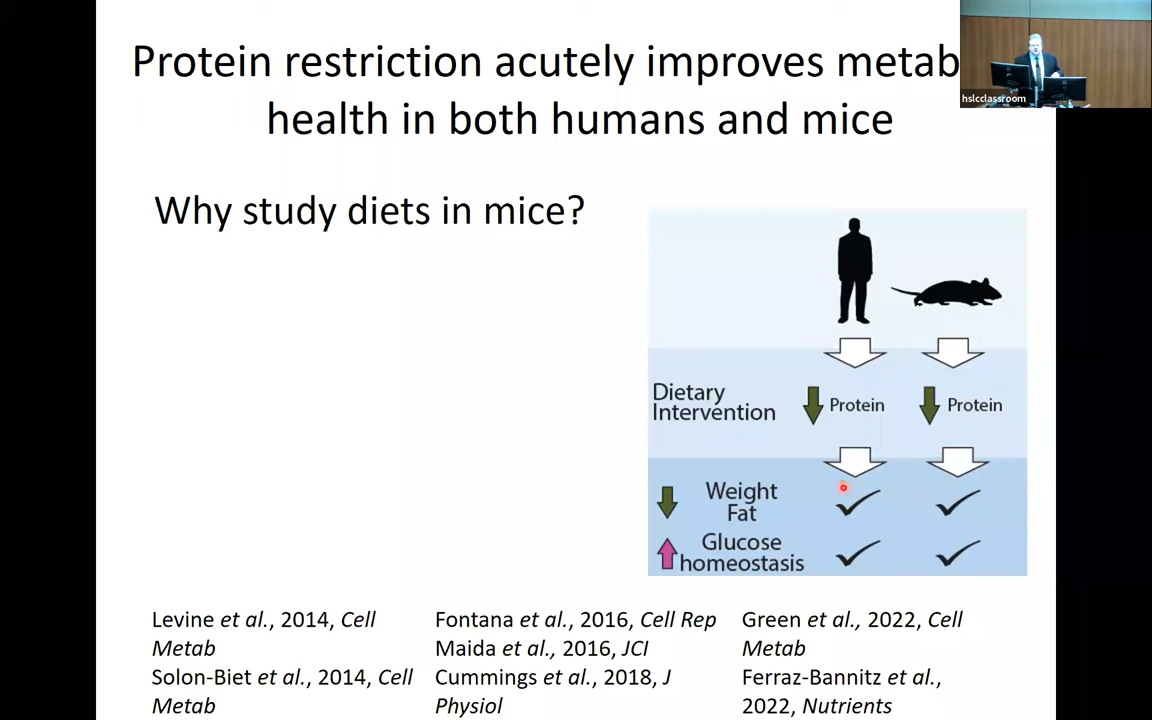 Protein restriction acutely improves metab
health in both humans and mice
hslcclassroom
Why study diets in mice?
Dietary
Intervention
Protein
Protein
Weight
Fat
Glucose
homeostasis
Levine et al., 2014, Cell
Metab
Solon-Biet et al., 2014, Cell
Metab
Fontana et al., 2016, Cell Rep
Maida et al., 2016, JCI
Cummings et al., 2018, J
Physiol
Green et al., 2022, Cell
Metab
Ferraz-Bannitz et al.,
2022, Nutrients